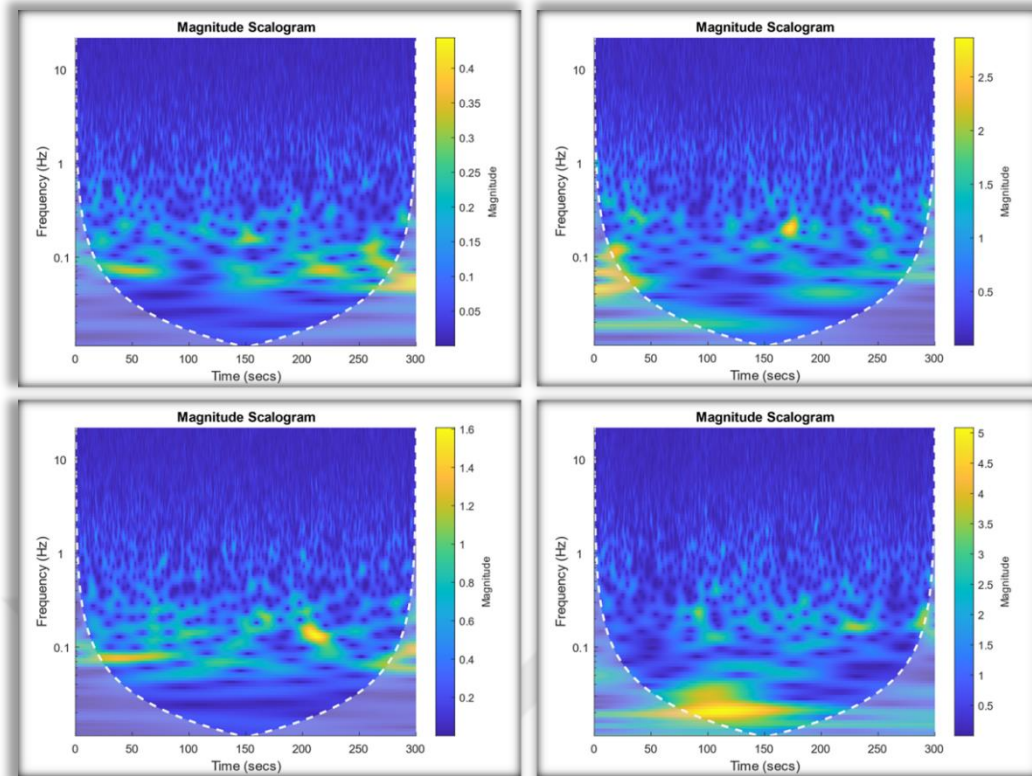 Magnitude Scalogram
Frequency (Hz)
10
1
0.1
0 50 100 150 200 250 300
Time (secs)
0.4
0.35
0.3
0.25
0.2
0.15
0.1
0.05
0.00
Magnitude
Magnitude Scalogram
Frequency (Hz)
10
1
0.1
0 50 100 150 200 250 300
Time (secs)
2.5
2
1.5
1
0.5
Magnitude
Magnitude Scalogram
Frequency (Hz)
10
1
0.1
0 50 100 150 200 250 300
Time (secs)
1.6
1.4
1.2
1
0.8
0.6
0.4
0.2
Magnitude
Magnitude Scalogram
Frequency (Hz)
10
1
0.1
0 50 100 150 200 250 300
Time (secs)
5
4.5
4
3.5
3
2.5
2
1.5
1
0.5
Magnitude